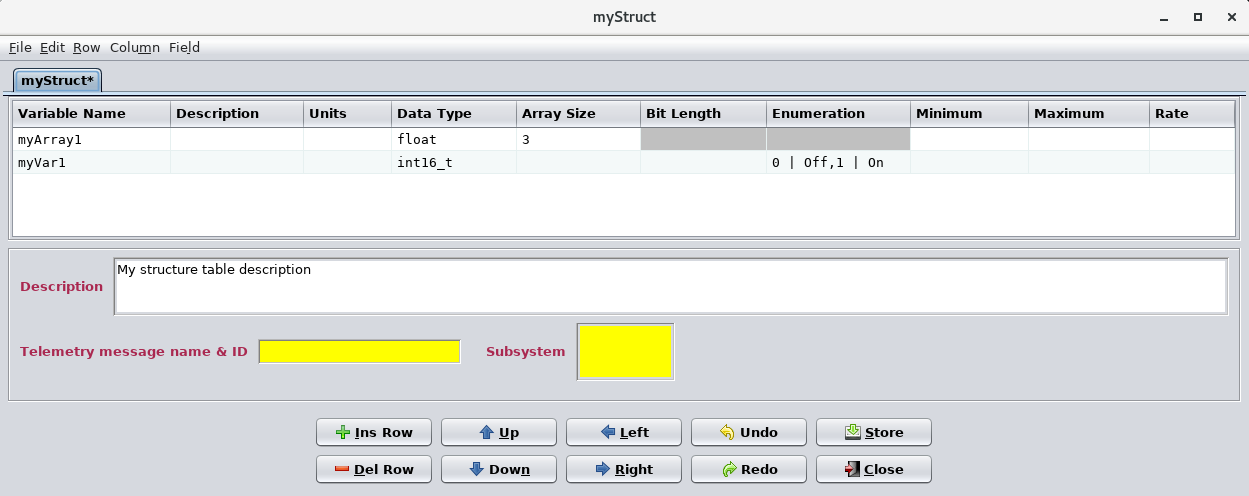 myStruct
File Edit Row Column Field
myStruct*
Variable Name Description Units Data Type Array Size Bit Length Enumeration Minimum Maximum Rate
myArray1 float 3
myVar1 int16_t 0 | Off,1 | On
Description My structure table description
Telemetry message name & ID Subsystem
Ins Row Up Left Undo Store
Del Row Down Right Redo Close